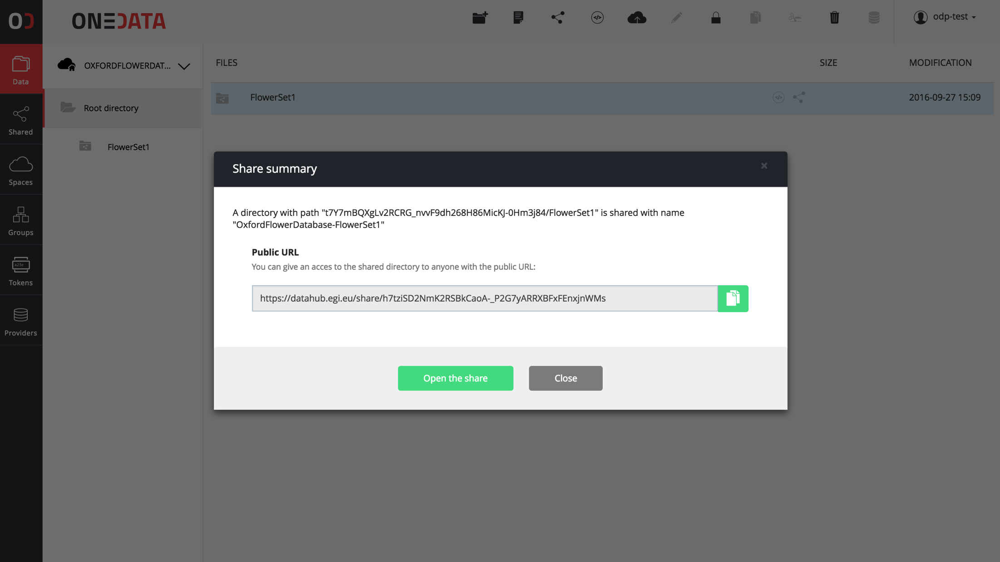 OD
ONEDATA
odp-test
Data
Shared
Spaces
Groups
a23e
Tokens
Providers
OXFORDFLOWERDAT...
Root directory
FlowerSet1
FILES
SIZE
MODIFICATION
FlowerSet1
2016-09-27 15:09
Share summary
×
A directory with path "t7Y7mBQXgLv2RCRG_nvvF9dh268H86MicKJ-0Hm3j84/FlowerSet1" is shared with name
"OxfordFlowerDatabase-FlowerSet1"
Public URL
You can give an acces to the shared directory to anyone with the public URL:
https://datahub.egi.eu/share/h7tziSD2NmK2RSBkCaoA-_P2G7yARRXBFxFEnxjnWMs
Open the share
Close